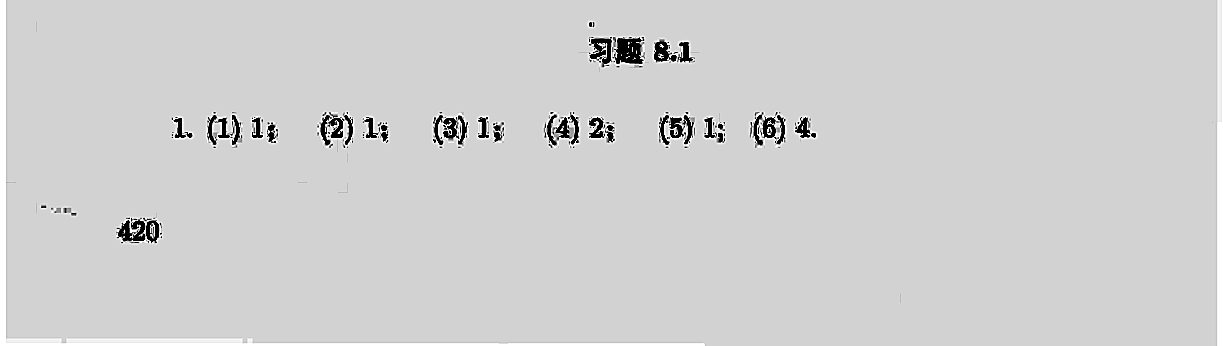 习题 8.1
1. (1) 1; (2) 1; (3) 1; (4) 2; (5) 1; (6) 4.
420